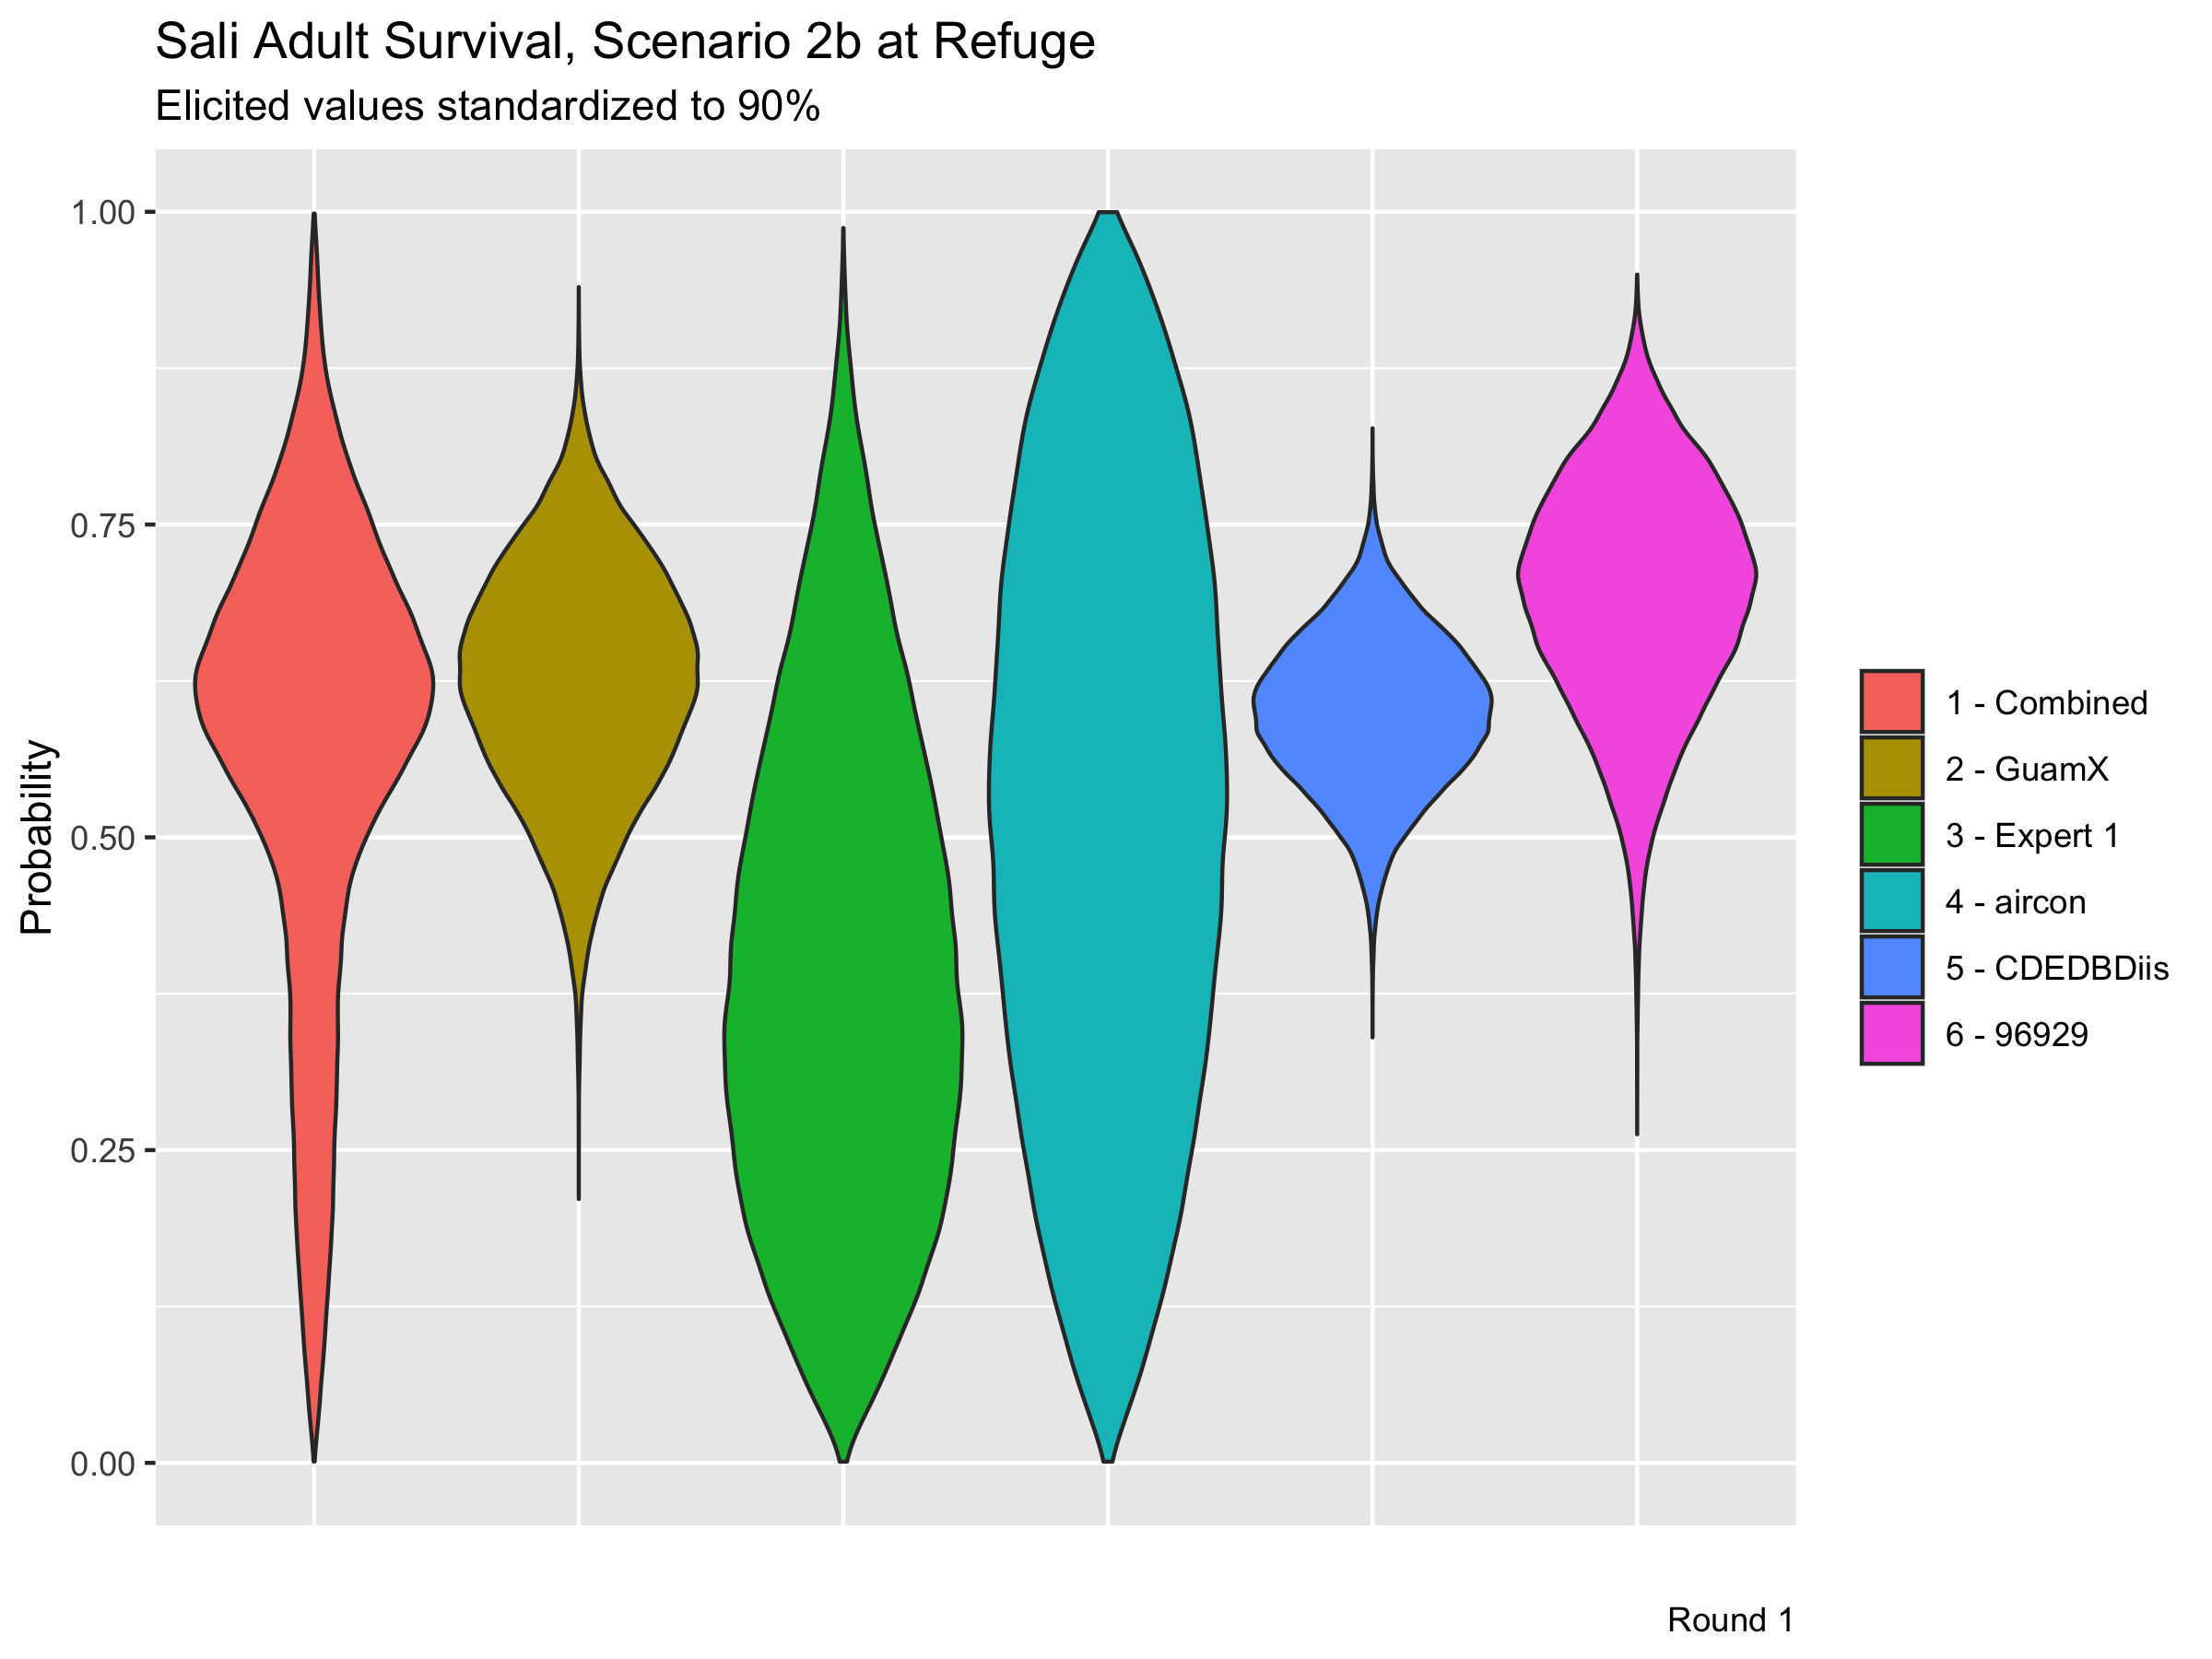 Sali Adult Survival, Scenario 2b at Refuge
Elicited values standardized to 90%
1.00
0.75
0.50
0.25
0.00
Probability
1 - Combined
2 - GuamX
3 - Expert 1
4 - aircon
5 - CDEDBDiis
6 - 96929
Round 1